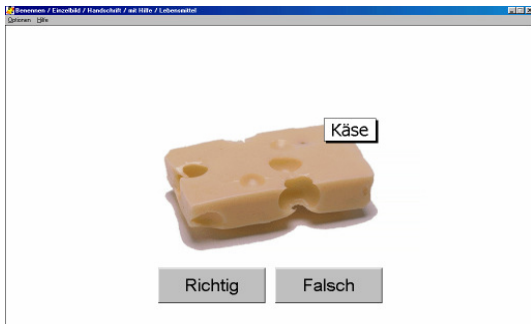 Benennen / Einzelbild / Handschrift / mit Hilfe / Lebensmittel
Optionen Hilfe
Käse
Richtig Falsch